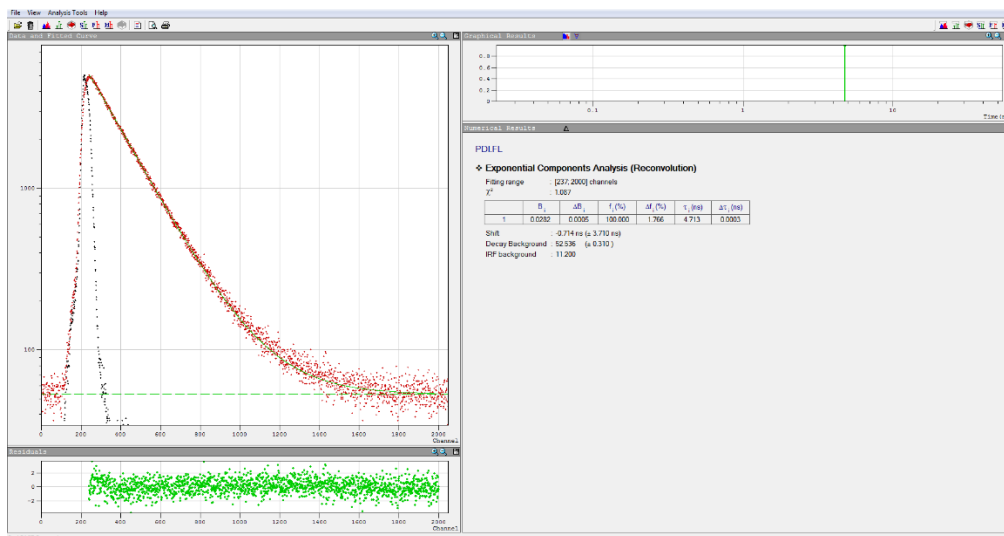 File View Analysis Tools Help
Data and Fitted Curve
1000
100
0 200 400 600 800 1000 1200 1400 1600 1800 2000
Channel
Residuals
2
0
-2
0 200 400 600 800 1000 1200 1400 1600 1800 2000
Channel
Graphical Results
0.8
0.6
0.4
0.2
0
0.1 1 10
Numerical Results
PDI.FL
Exponential Components Analysis (Reconvolution)
Fitting range : [237; 2000] channels
χ² : 1.087
B i ΔB i f i (%) Δf i (%) τ i (ns) Δτ i (ns)
1 0.0282 0.0005 100.000 1.766 4.713 0.0003
Shift : -0.714 ns (± 3.710 ns)
Decay Background : 52.536 (± 0.310 )
IRF background : 11.200